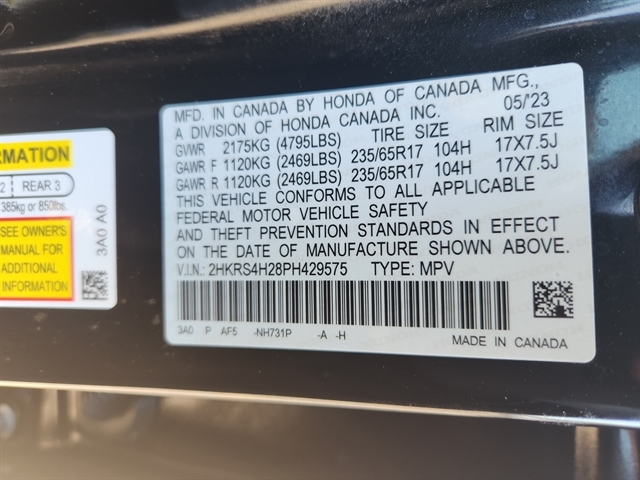 RMATION
2 REAR 3
385kg or 850lbs.
SEE OWNER'S
MANUAL FOR
ADDITIONAL
INFORMATION
3A0 A0
MFD. IN CANADA BY HONDA OF CANADA MFG.,
A DIVISION OF HONDA CANADA INC. 05/'23
GVWR 2175KG (4795LBS) TIRE SIZE RIM SIZE
GAWR F 1120KG (2469LBS) 235/65R17 104H 17X7.5J
GAWR R 1120KG (2469LBS) 235/65R17 104H 17X7.5J
THIS VEHICLE CONFORMS TO ALL APPLICABLE
FEDERAL MOTOR VEHICLE SAFETY
AND THEFT PREVENTION STANDARDS IN EFFECT
ON THE DATE OF MANUFACTURE SHOWN ABOVE.
V.I.N: 2HKRS4H28PH429575 TYPE: MPV
3A0 P AF5 -NH731P -A -H
MADE IN CANADA